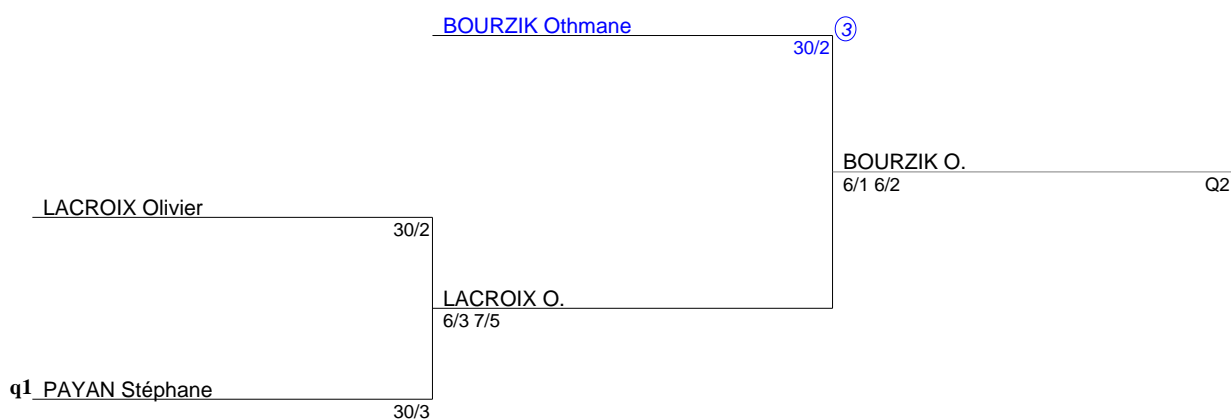 BOURZIK Othmane
3
30/2
BOURZIK O.
6/1 6/2
Q2
LACROIX Olivier
30/2
LACROIX O.
6/3 7/5
q1 PAYAN Stéphane
30/3